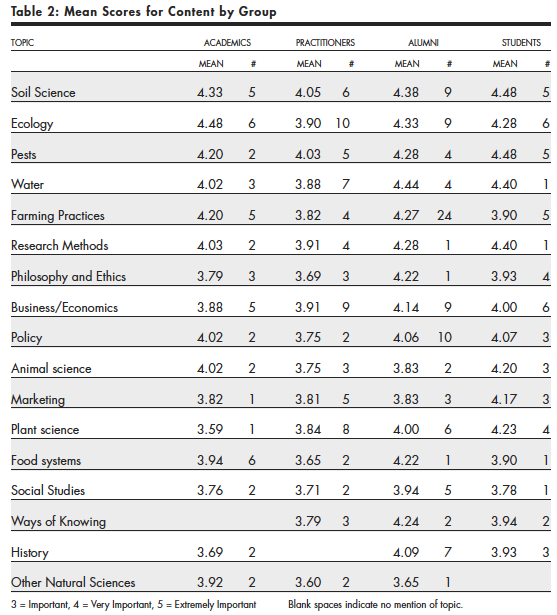 Table 2: Mean Scores for Content by Group
TOPIC ACADEMICS PRACTITIONERS ALUMNI STUDENTS
MEAN # MEAN # MEAN # MEAN #
Soil Science 4.33 5 4.05 6 4.38 9 4.48 5
Ecology 4.48 6 3.90 10 4.33 9 4.28 6
Pests 4.20 2 4.03 5 4.28 4 4.48 5
Water 4.02 3 3.88 7 4.44 4 4.40 1
Farming Practices 4.20 5 3.82 4 4.27 24 3.90 5
Research Methods 4.03 2 3.91 4 4.28 1 4.40 1
Philosophy and Ethics 3.79 3 3.69 3 4.22 1 3.93 4
Business/Economics 3.88 5 3.91 9 4.14 9 4.00 6
Policy 4.02 2 3.75 2 4.06 10 4.07 3
Animal science 4.02 2 3.75 3 3.83 2 4.20 3
Marketing 3.82 1 3.81 5 3.83 3 4.17 3
Plant science 3.59 1 3.84 8 4.00 6 4.23 4
Food systems 3.94 6 3.65 2 4.22 1 3.90 1
Social Studies 3.76 2 3.71 2 3.94 5 3.78 1
Ways of Knowing 3.79 3 4.24 2 3.94 2
History 3.69 2 4.09 7 3.93 3
Other Natural Sciences 3.92 2 3.60 2 3.65 1
3 = Important, 4 = Very Important, 5 = Extremely Important Blank spaces indicate no mention of topic.